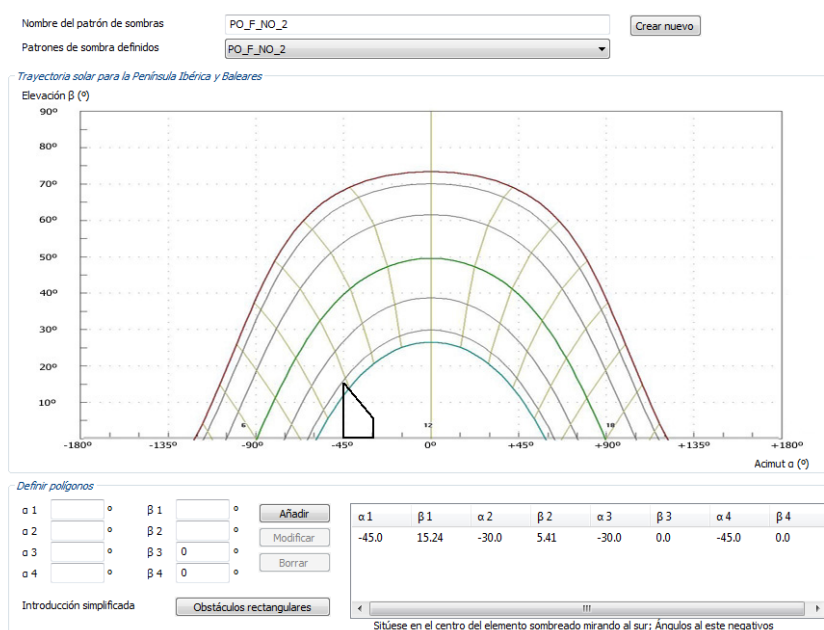 Nombre del patrón de sombras PO_F_NO_2 Crear nuevo
Patrones de sombra definidos PO_F_NO_2
Trayectoria solar para la Península Ibérica y Baleares
Elevación β (º)
90º
80º
70º
60º
50º
40º
30º
20º
10º
6 12 18
-180º -135º -90º -45º 0º +45º +90º +135º +180º
Acimut α (º)
Definir polígonos
α 1 º β 1 º Añadir
α 2 º β 2 º Modificar
α 3 º β 3 0 º Borrar
α 4 º β 4 0 º
α 1 β 1 α 2 β 2 α 3 β 3 α 4 β 4
-45.0 15.24 -30.0 5.41 -30.0 0.0 -45.0 0.0
Introducción simplificada Obstáculos rectangulares
Sitúese en el centro del elemento sombreado mirando al sur; Ángulos al este negativos